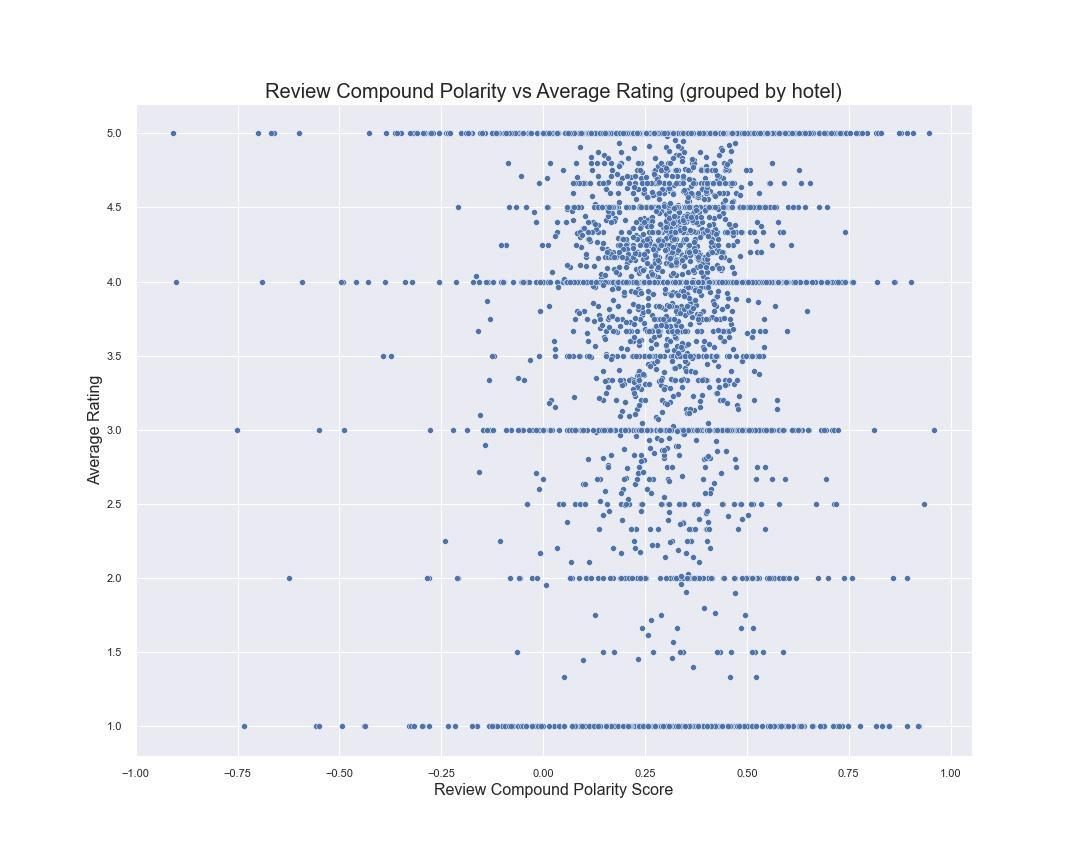 Review Compound Polarity vs Average Rating (grouped by hotel)
Average Rating
5.0
4.5
4.0
3.5
3.0
2.5
2.0
1.5
1.0
−1.00 −0.75 −0.50 −0.25 0.00 0.25 0.50 0.75 1.00
Review Compound Polarity Score